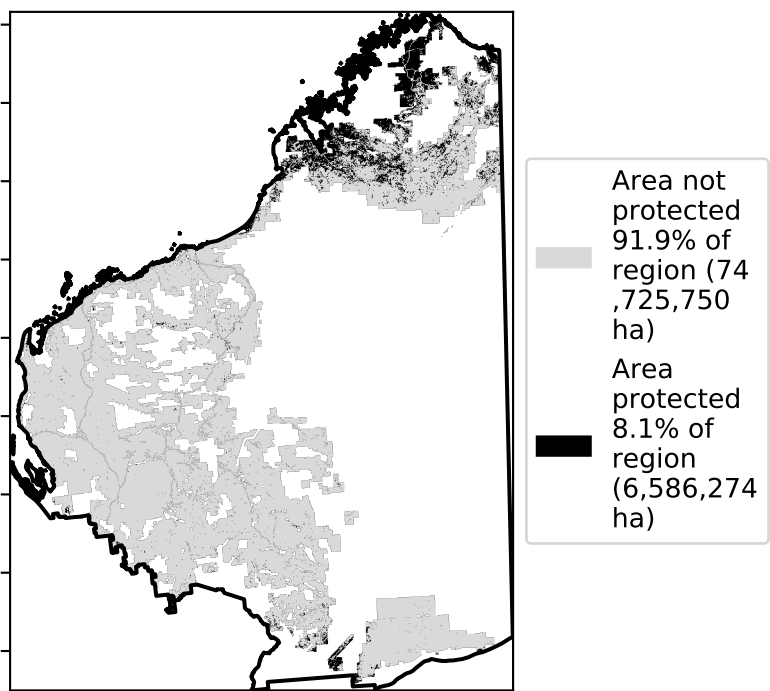 Area not
protected
91.9% of
region (74
,725,750
ha)
Area
protected
8.1% of
region
(6,586,274
ha)